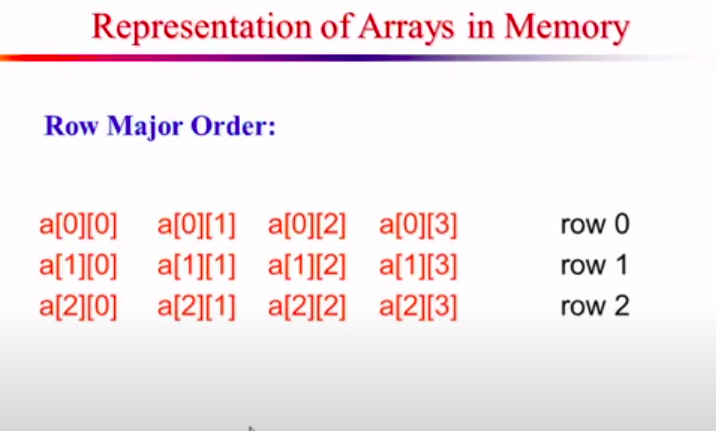 Representation of Arrays in Memory
Row Major Order:
a[0][0] a[0][1] a[0][2] a[0][3] row 0
a[1][0] a[1][1] a[1][2] a[1][3] row 1
a[2][0] a[2][1] a[2][2] a[2][3] row 2